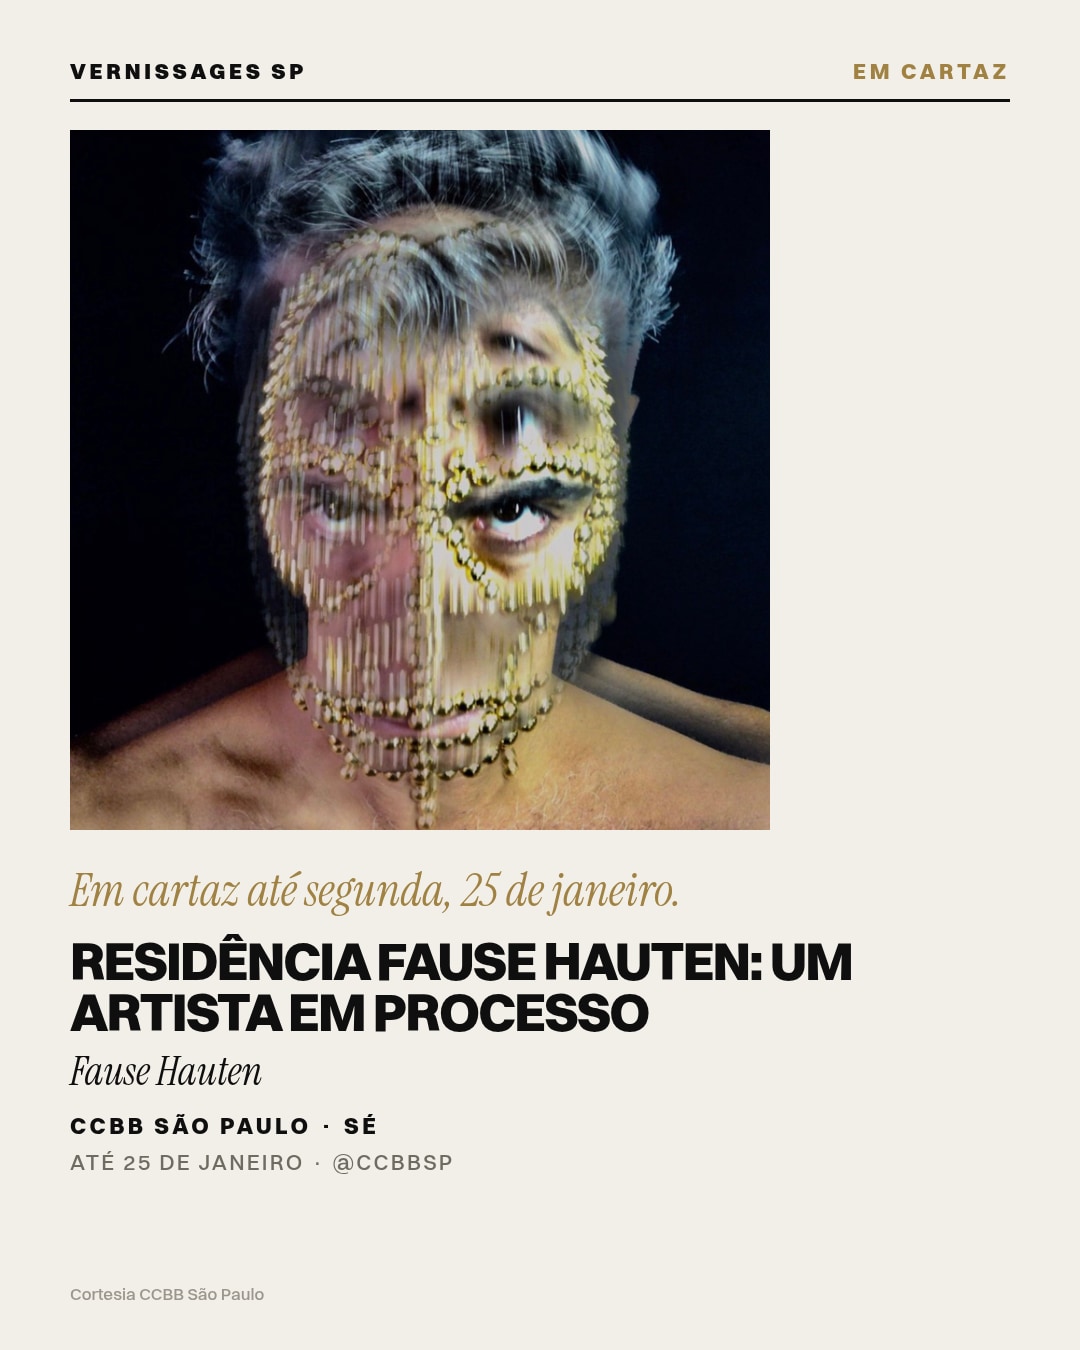 VERNISSAGES SP
EM CARTAZ
Em cartaz até segunda, 25 de janeiro.
RESIDÊNCIA FAUSE HAUTEN: UM
ARTISTA EM PROCESSO
Fause Hauten
CCBB SÃO PAULO · SÉ
ATÉ 25 DE JANEIRO · @CCBBSP
Cortesia CCBB São Paulo